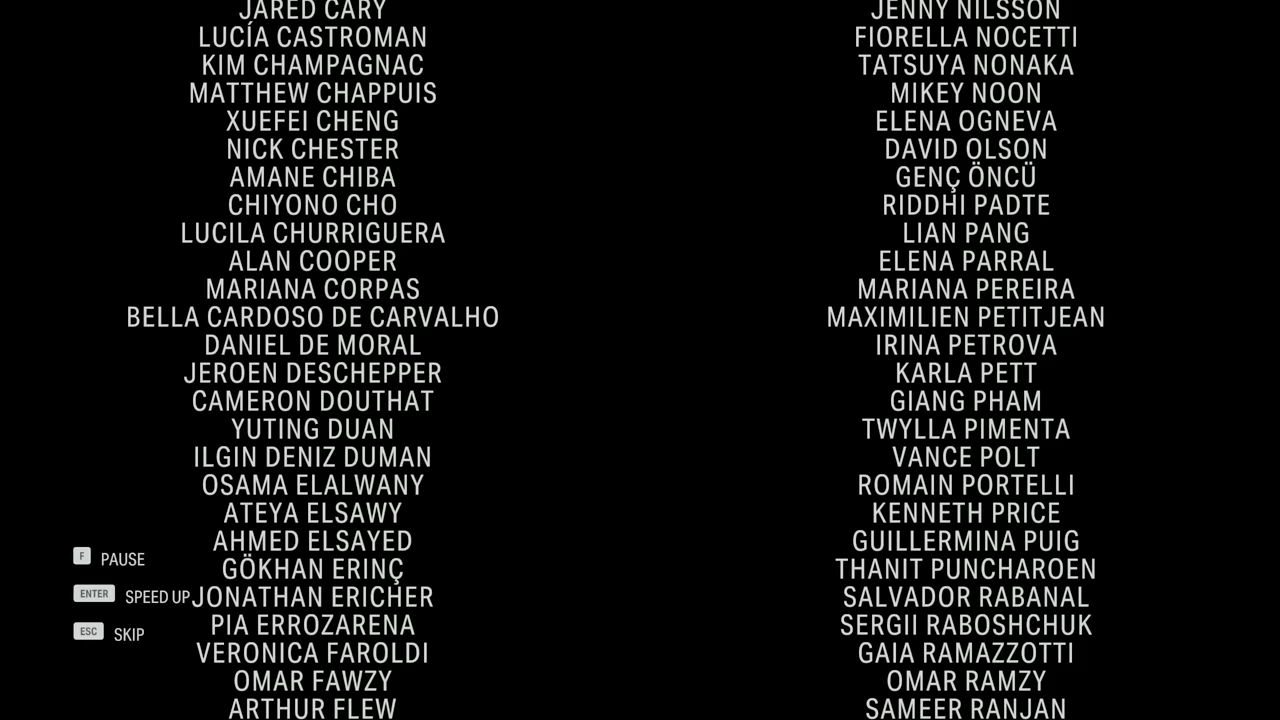 JARED CARY
LUCÍA CASTROMAN
KIM CHAMPAGNAC
MATTHEW CHAPPUIS
XUEFEI CHENG
NICK CHESTER
AMANE CHIBA
CHIYONO CHO
LUCILA CHURRIGUERA
ALAN COOPER
MARIANA CORPAS
BELLA CARDOSO DE CARVALHO
DANIEL DE MORAL
JEROEN DESCHEPPER
CAMERON DOUTHAT
YUTING DUAN
ILGIN DENIZ DUMAN
OSAMA ELALWANY
ATEYA ELSAWY
AHMED ELSAYED
GÖKHAN ERINÇ
JONATHAN ERICHER
PIA ERROZARENA
VERONICA FAROLDI
OMAR FAWZY
ARTHUR FLEW
JENNY NILSSON
FIORELLA NOCETTI
TATSUYA NONAKA
MIKEY NOON
ELENA OGNEVA
DAVID OLSON
GENÇ ÖNCÜ
RIDDHI PADTE
LIAN PANG
ELENA PARRAL
MARIANA PEREIRA
MAXIMILIEN PETITJEAN
IRINA PETROVA
KARLA PETT
GIANG PHAM
TWYLLA PIMENTA
VANCE POLT
ROMAIN PORTELLI
KENNETH PRICE
GUILLERMINA PUIG
THANIT PUNCHAROEN
SALVADOR RABANAL
SERGII RABOSHCHUK
GAIA RAMAZZOTTI
OMAR RAMZY
SAMEER RANJAN
F PAUSE
ENTER SPEED UP
ESC SKIP